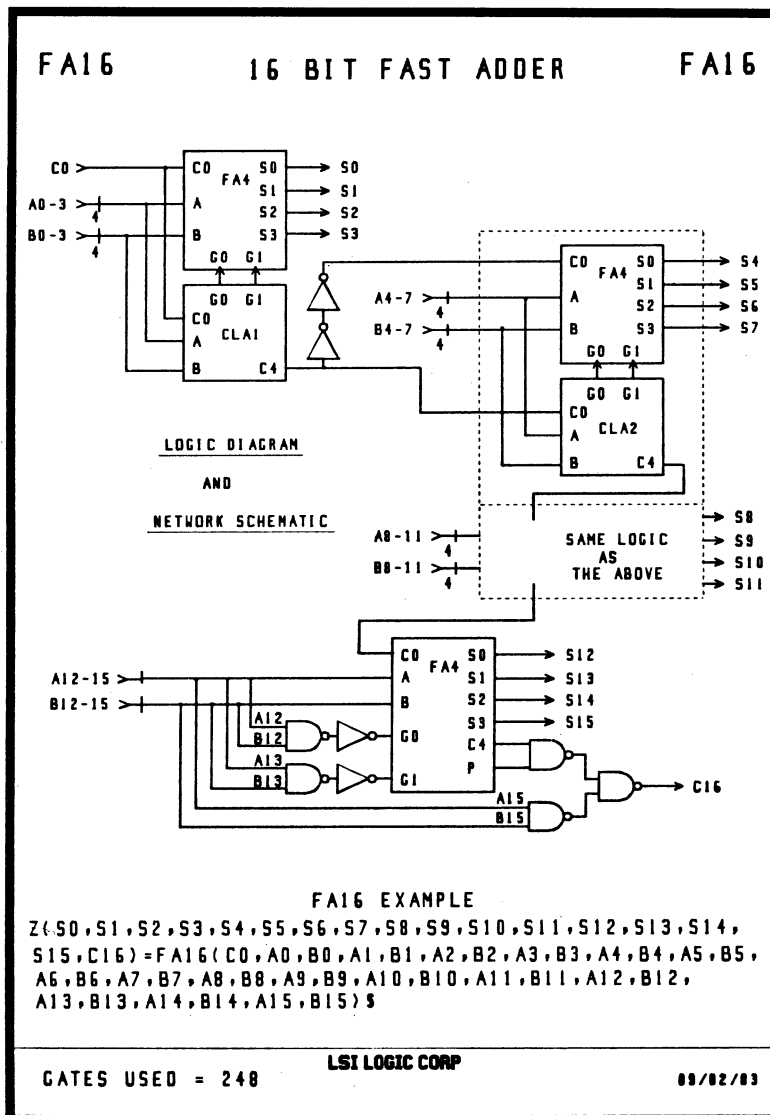 FA16 16 BIT FAST ADDER FA16
C0 C0 S0 S0
FA4
S1 S1
A0-3 A
4
S2 S2
B0-3 B S3 S3
4
G0 G1
G0 G1
C0
CLA1
A
B C4
C0 S0 S4
FA4
S1 S5
A4-7 A
4
S2 S6
B4-7 B S3 S7
4
G0 G1
G0 G1
C0
CLA2
A
B C4
LOGIC DIAGRAM
AND
NETWORK SCHEMATIC
S8
A8-11 SAME LOGIC S9
4
AS
B8-11 THE ABOVE S10
4
S11
C0 S0 S12
FA4
A12-15 A S1 S13
B12-15 B S2 S14
A12 S3 S15
B12 G0 C4
A13 P
B13 G1
A15 C16
B15
FA16 EXAMPLE
Z(S0,S1,S2,S3,S4,S5,S6,S7,S8,S9,S10,S11,S12,S13,S14,
S15,C16)=FA16(C0,A0,B0,A1,B1,A2,B2,A3,B3,A4,B4,A5,B5,
A6,B6,A7,B7,A8,B8,A9,B9,A10,B10,A11,B11,A12,B12,
A13,B13,A14,B14,A15,B15)$
LSI LOGIC CORP
GATES USED = 248 09/02/83